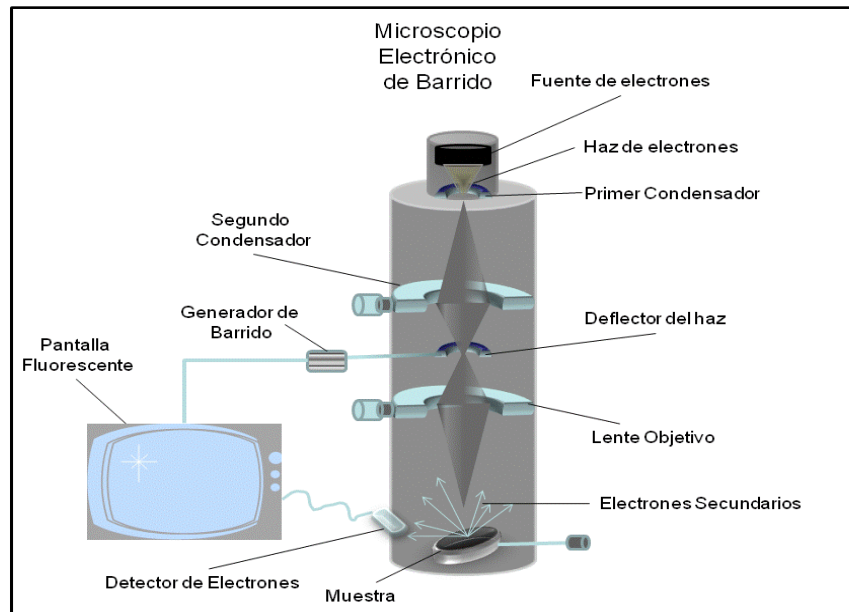 Microscopio
Electrónico
de Barrido
Fuente de electrones
Haz de electrones
Primer Condensador
Segundo
Condensador
Generador de
Barrido
Deflector del haz
Pantalla
Fluorescente
Lente Objetivo
Electrones Secundarios
Detector de Electrones
Muestra